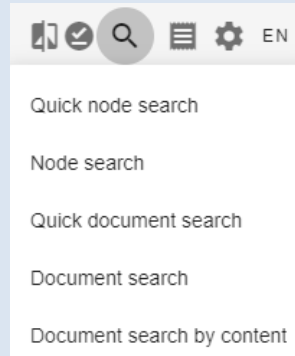 EN
Quick node search
Node search
Quick document search
Document search
Document search by content